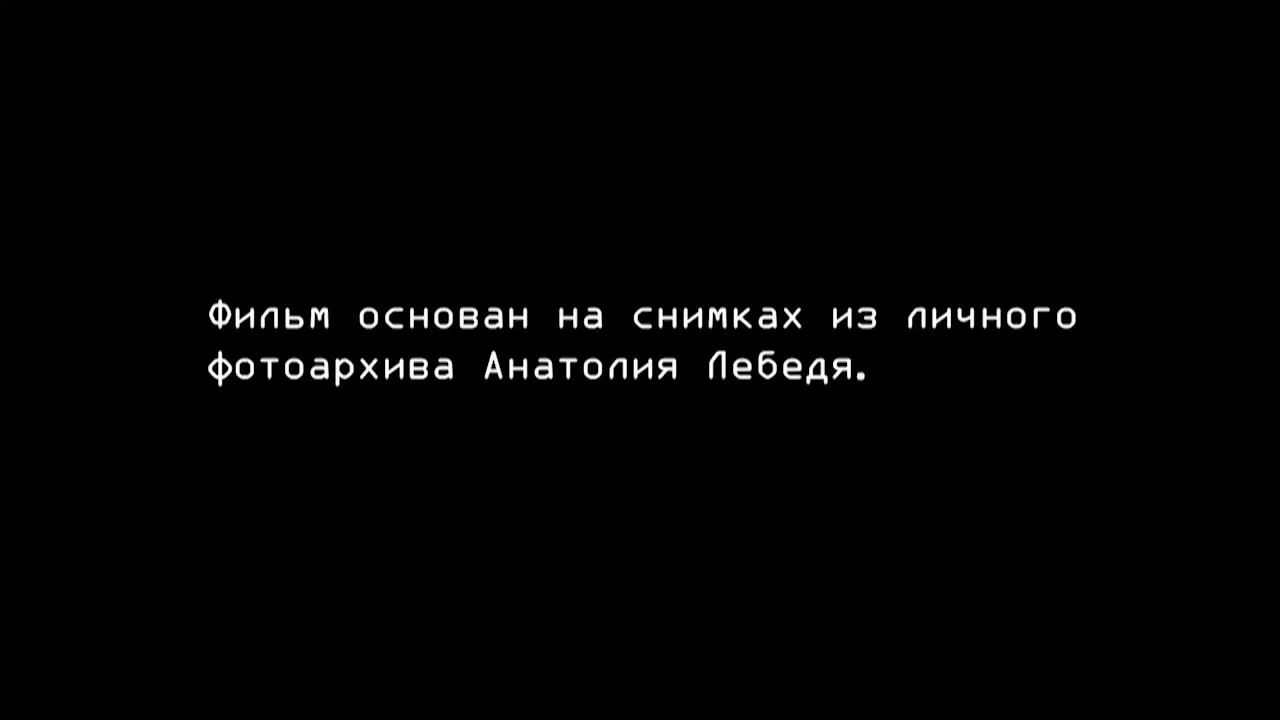 Фильм основан на снимках из личного
фотоархива Анатолия Лебедя.